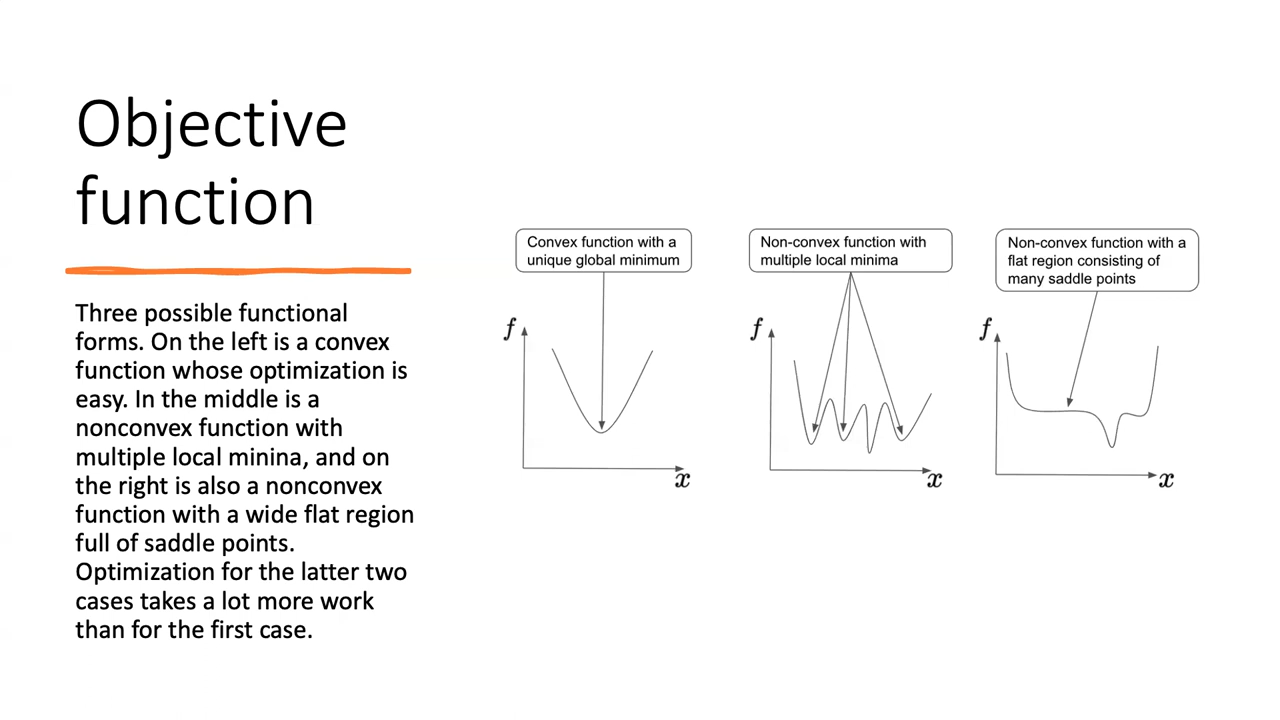 Objective
function
Three possible functional
forms. On the left is a convex
function whose optimization is
easy. In the middle is a
nonconvex function with
multiple local minina, and on
the right is also a nonconvex
function with a wide flat region
full of saddle points.
Optimization for the latter two
cases takes a lot more work
than for the first case.
Convex function with a
unique global minimum
f
x
Non-convex function with
multiple local minima
f
x
Non-convex function with a
flat region consisting of
many saddle points
f
x